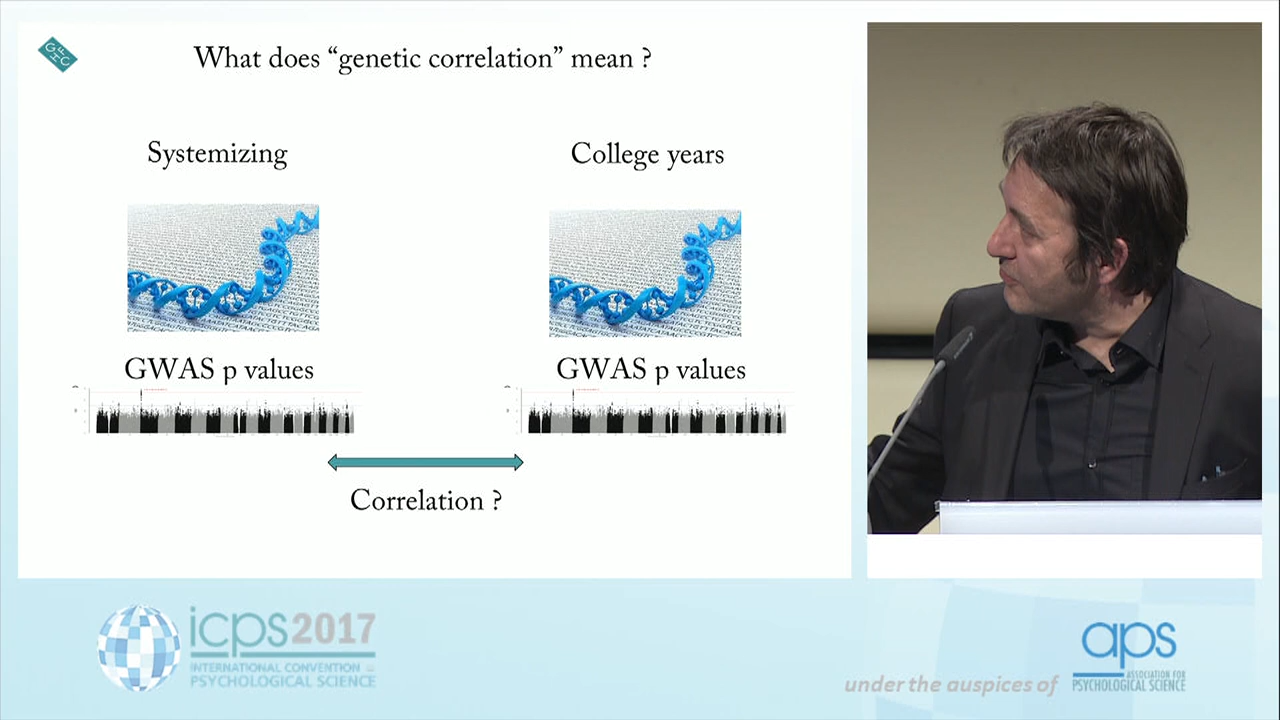 GHFC
What does “genetic correlation” mean ?
Systemizing
College years
GWAS p values
GWAS p values
Correlation ?
icps2017
INTERNATIONAL CONVENTION OF
PSYCHOLOGICAL SCIENCE
under the auspices of
aps
ASSOCIATION FOR
PSYCHOLOGICAL SCIENCE